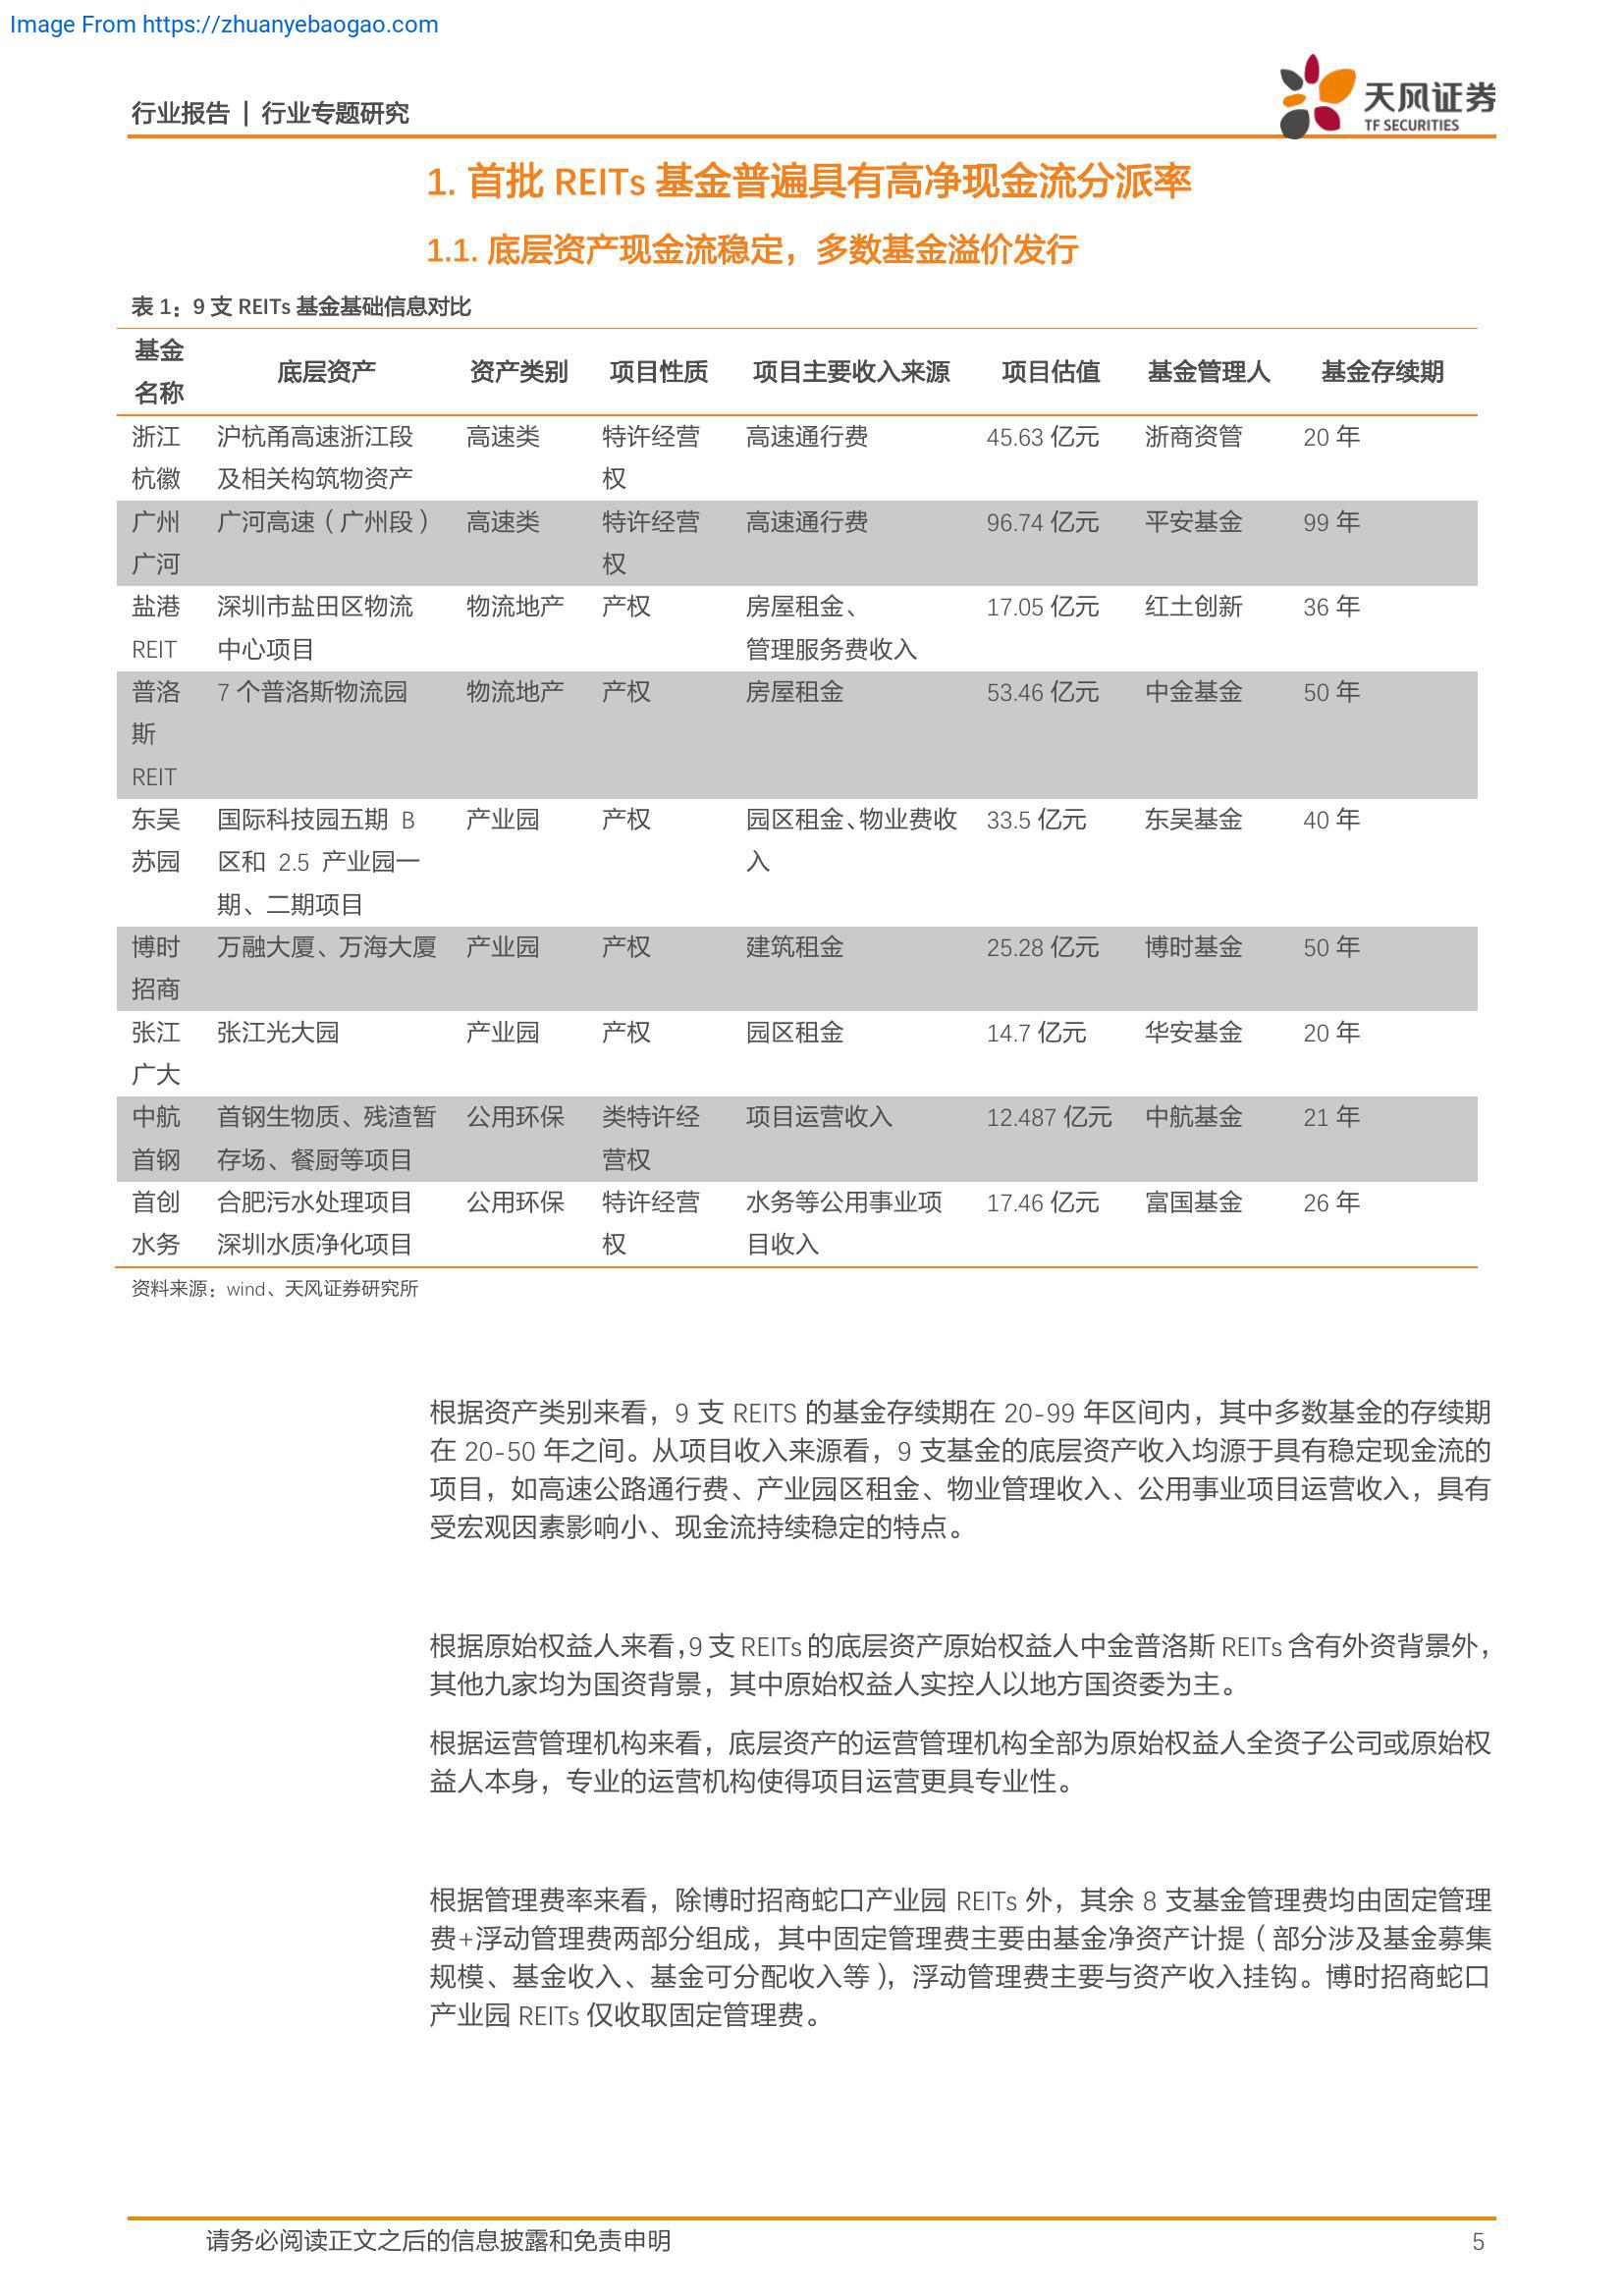 Image From https://zhuanyebaogao.com
行业报告 | 行业专题研究
天风证券
TF SECURITIES
1. 首批 REITs 基金普遍具有高净现金流分派率
1.1. 底层资产现金流稳定，多数基金溢价发行
表 1：9 支 REITs 基金基础信息对比
基金名称 底层资产 资产类别 项目性质 项目主要收入来源 项目估值 基金管理人 基金存续期
浙江 沪杭甬高速浙江段 高速类 特许经营 高速通行费 45.63 亿元 浙商资管 20 年
杭徽 及相关构筑物资产 权
广州 广河高速（广州段） 高速类 特许经营 高速通行费 96.74 亿元 平安基金 99 年
广河 权
盐港 深圳市盐田区物流 物流地产 产权 房屋租金、 17.05 亿元 红土创新 36 年
REIT 中心项目 管理服务费收入
普洛 7 个普洛斯物流园 物流地产 产权 房屋租金 53.46 亿元 中金基金 50 年
斯
REIT
东吴 国际科技园五期 B 产业园 产权 园区租金、物业费收 33.5 亿元 东吴基金 40 年
苏园 区和 2.5 产业园一 入
期、二期项目
博时 万融大厦、万海大厦 产业园 产权 建筑租金 25.28 亿元 博时基金 50 年
招商
张江 张江光大园 产业园 产权 园区租金 14.7 亿元 华安基金 20 年
广大
中航 首钢生物质、残渣暂 公用环保 类特许经 项目运营收入 12.487 亿元 中航基金 21 年
首钢 存场、餐厨等项目 营权
首创 合肥污水处理项目 公用环保 特许经营 水务等公用事业项 17.46 亿元 富国基金 26 年
水务 深圳水质净化项目 权 目收入
资料来源：wind、天风证券研究所
根据资产类别来看，9 支 REITS 的基金存续期在 20-99 年区间内，其中多数基金的存续期
在 20-50 年之间。从项目收入来源看，9 支基金的底层资产收入均源于具有稳定现金流的
项目，如高速公路通行费、产业园区租金、物业管理收入、公用事业项目运营收入，具有
受宏观因素影响小、现金流持续稳定的特点。
根据原始权益人来看，9 支 REITs 的底层资产原始权益人中金普洛斯 REITs 含有外资背景外，
其他九家均为国资背景，其中原始权益人实控人以地方国资委为主。
根据运营管理机构来看，底层资产的运营管理机构全部为原始权益人全资子公司或原始权
益人本身，专业的运营机构使得项目运营更具专业性。
根据管理费率来看，除博时招商蛇口产业园 REITs 外，其余 8 支基金管理费均由固定管理
费+浮动管理费两部分组成，其中固定管理费主要由基金净资产计提（部分涉及基金募集
规模、基金收入、基金可分配收入等），浮动管理费主要与资产收入挂钩。博时招商蛇口
产业园 REITs 仅收取固定管理费。
请务必阅读正文之后的信息披露和免责申明 5